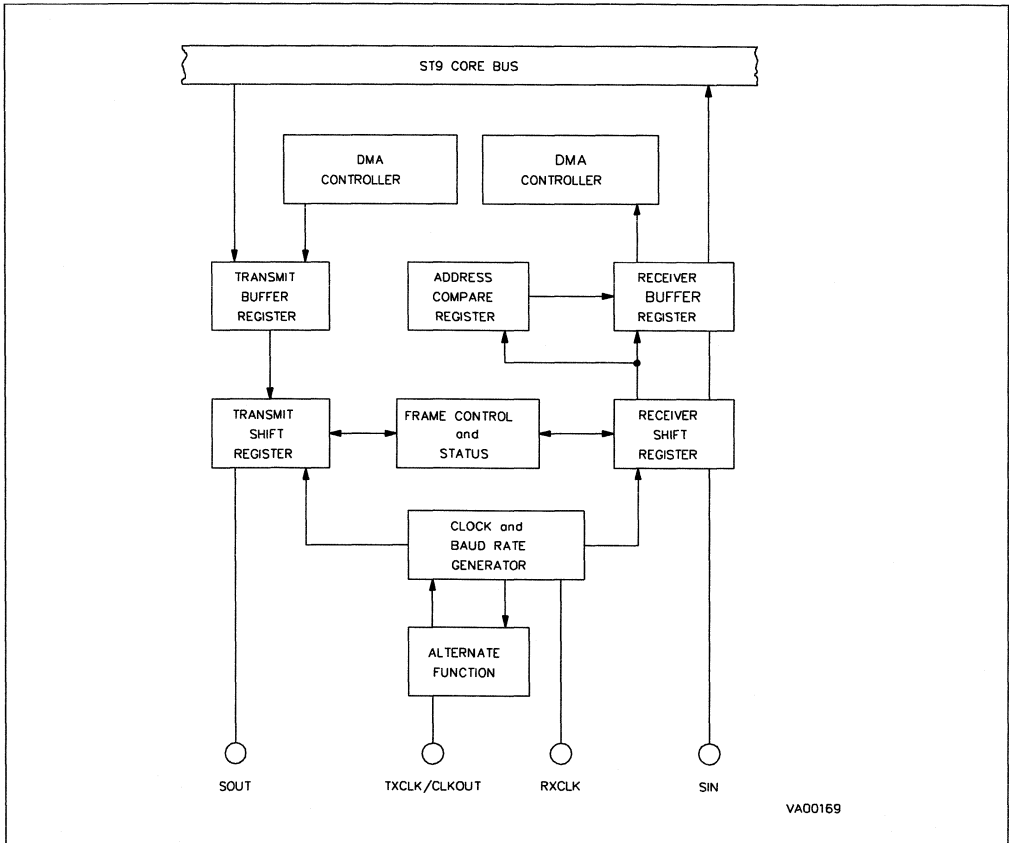 ST9 CORE BUS
DMA
CONTROLLER
DMA
CONTROLLER
TRANSMIT
BUFFER
REGISTER
ADDRESS
COMPARE
REGISTER
RECEIVER
BUFFER
REGISTER
TRANSMIT
SHIFT
REGISTER
FRAME CONTROL
and
STATUS
RECEIVER
SHIFT
REGISTER
CLOCK and
BAUD RATE
GENERATOR
ALTERNATE
FUNCTION
SOUT
TXCLK/CLKOUT
RXCLK
SIN
VA00169